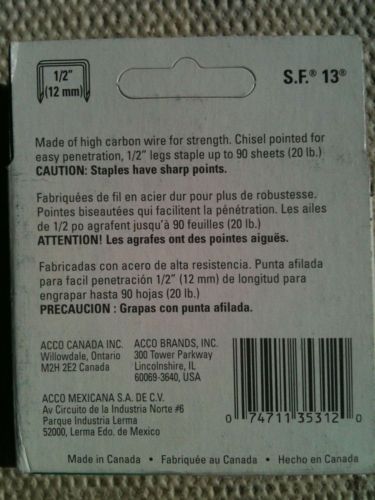 1/2"
(12 mm)
S.F.® 13®
Made of high carbon wire for strength. Chisel pointed for
easy penetration, 1/2" legs staple up to 90 sheets (20 lb.)
CAUTION: Staples have sharp points.
Fabriquées de fil en acier dur pour plus de robustesse.
Pointes biseautées qui facilitent la pénétration. Les ailes
de 1/2 po agrafent jusqu'à 90 feuilles (20 lb.)
ATTENTION! Les agrafes ont des pointes aiguës.
Fabricadas con acero de alta resistencia. Punta afilada
para facil penetración 1/2" (12 mm) de longitud para
engrapar hasta 90 hojas (20 lb.)
PRECAUCION : Grapas con punta afilada.
ACCO CANADA INC.
Willowdale, Ontario
M2H 2E2 Canada
ACCO BRANDS, INC.
300 Tower Parkway
Lincolnshire, IL
60069-3640, USA
ACCO MEXICANA S.A. DE C.V.
Av Circuito de la Industria Norte #6
Parque Industria Lerma
52000, Lerma Edo. de Mexico
0 74711 35312 0
Made in Canada • Fabriquée au Canada • Hecho en Canada